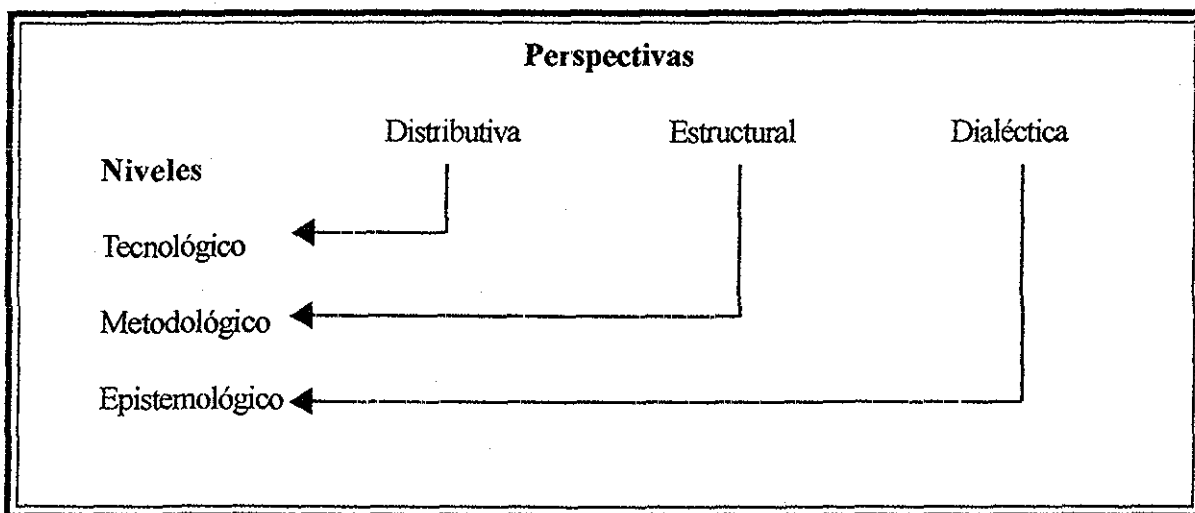 Perspectivas
Distributiva Estructural Dialéctica
Niveles
Tecnológico
Metodológico
Epistemológico